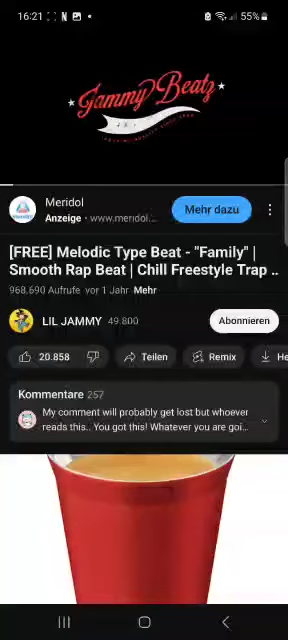 16:21
55%
Jammy Beatz
Meridol
Anzeige • www.meridol...
Mehr dazu
[FREE] Melodic Type Beat - "Family" |
Smooth Rap Beat | Chill Freestyle Trap ..
968.690 Aufrufe vor 1 Jahr Mehr
LIL JAMMY 49.800
Abonnieren
20.858
Teilen
Remix
He
Kommentare 257
My comment will probably get lost but whoever
reads this.. You got this! Whatever you are goi...